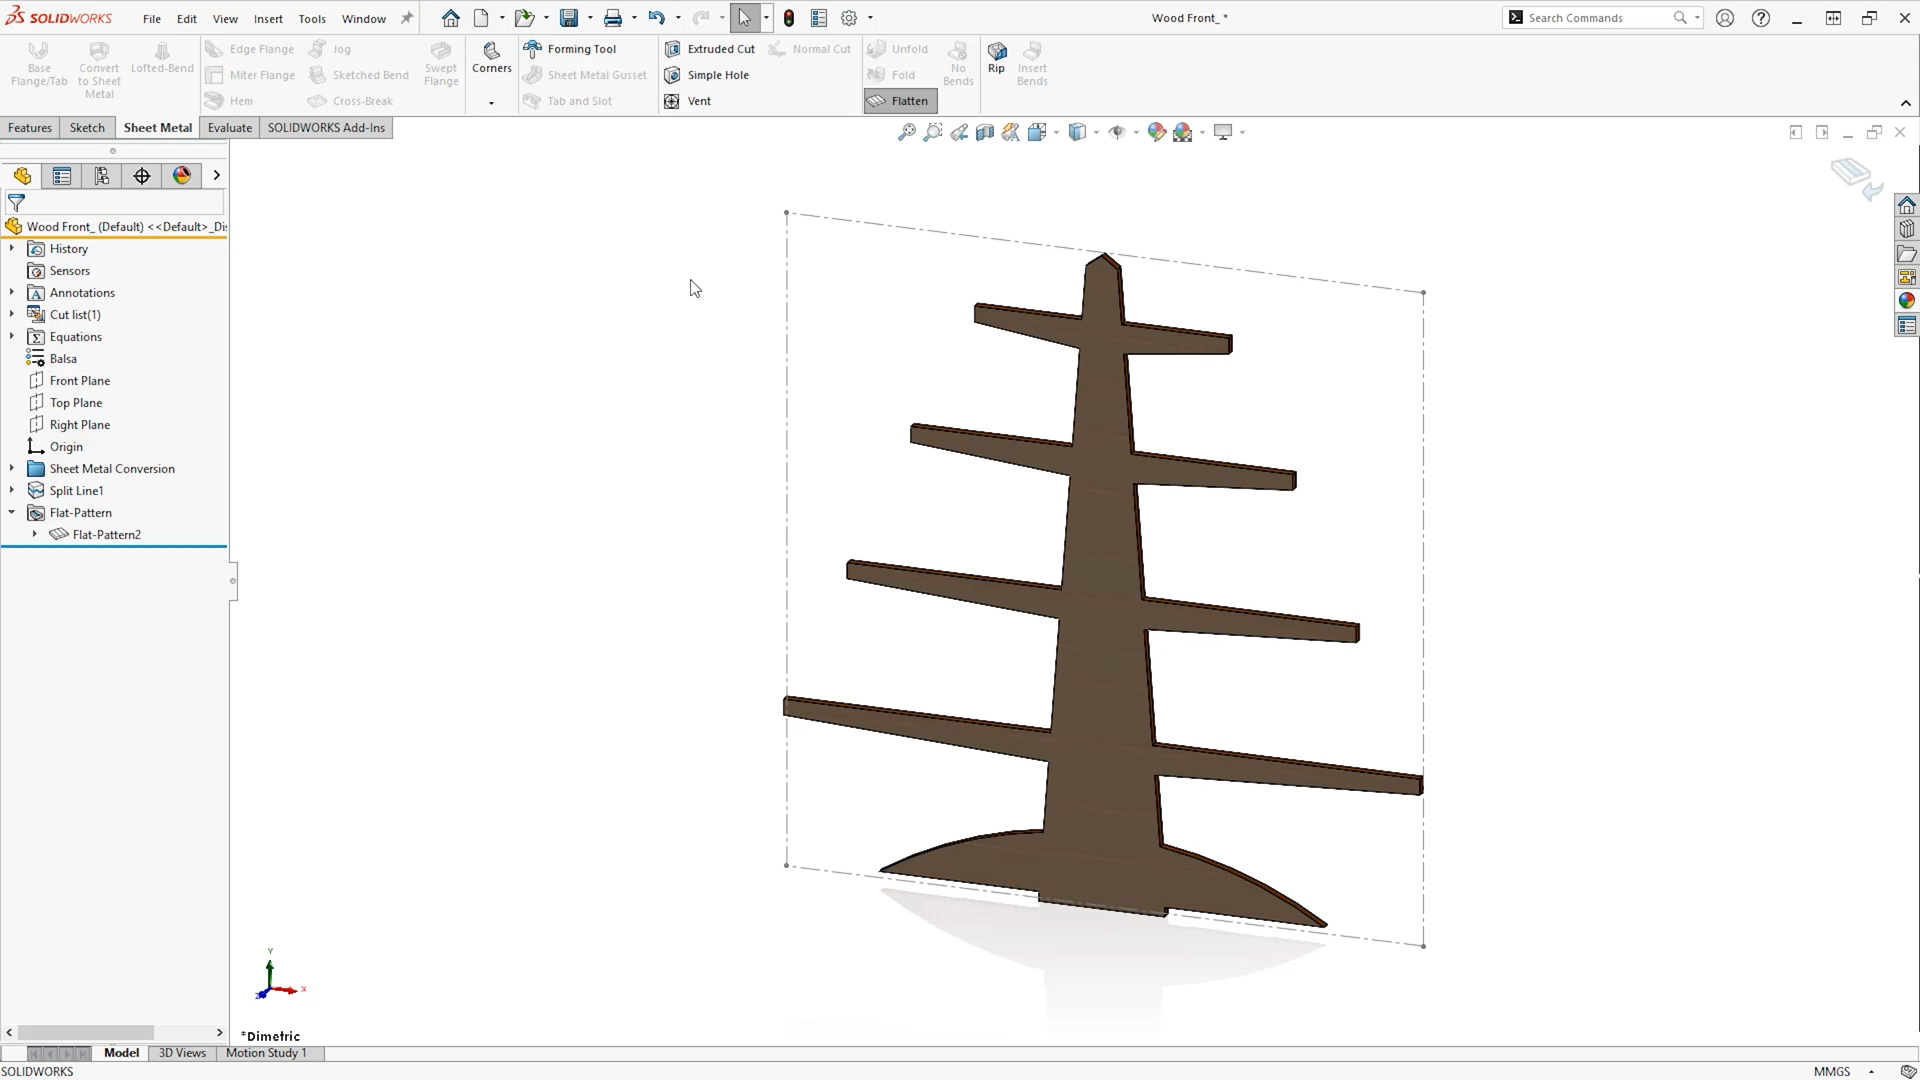 SOLIDWORKS File Edit View Insert Tools Window Wood Front_ * Search Commands
Base Flange/Tab
Convert to Sheet Metal
Lofted-Bend
Edge Flange
Miter Flange
Hem
Jog
Sketched Bend
Cross-Break
Swept Flange
Corners
Forming Tool
Sheet Metal Gusset
Tab and Slot
Extruded Cut
Simple Hole
Vent
Normal Cut
Unfold
Fold
Flatten
No Bends
Rip
Insert Bends
Features Sketch Sheet Metal Evaluate SOLIDWORKS Add-Ins
Wood Front_ (Default) <<Default>_Di
History
Sensors
Annotations
Cut list(1)
Equations
Balsa
Front Plane
Top Plane
Right Plane
Origin
Sheet Metal Conversion
Split Line1
Flat-Pattern
Flat-Pattern2
Y
X
Z
*Dimetric
Model 3D Views Motion Study 1
SOLIDWORKS MMGS